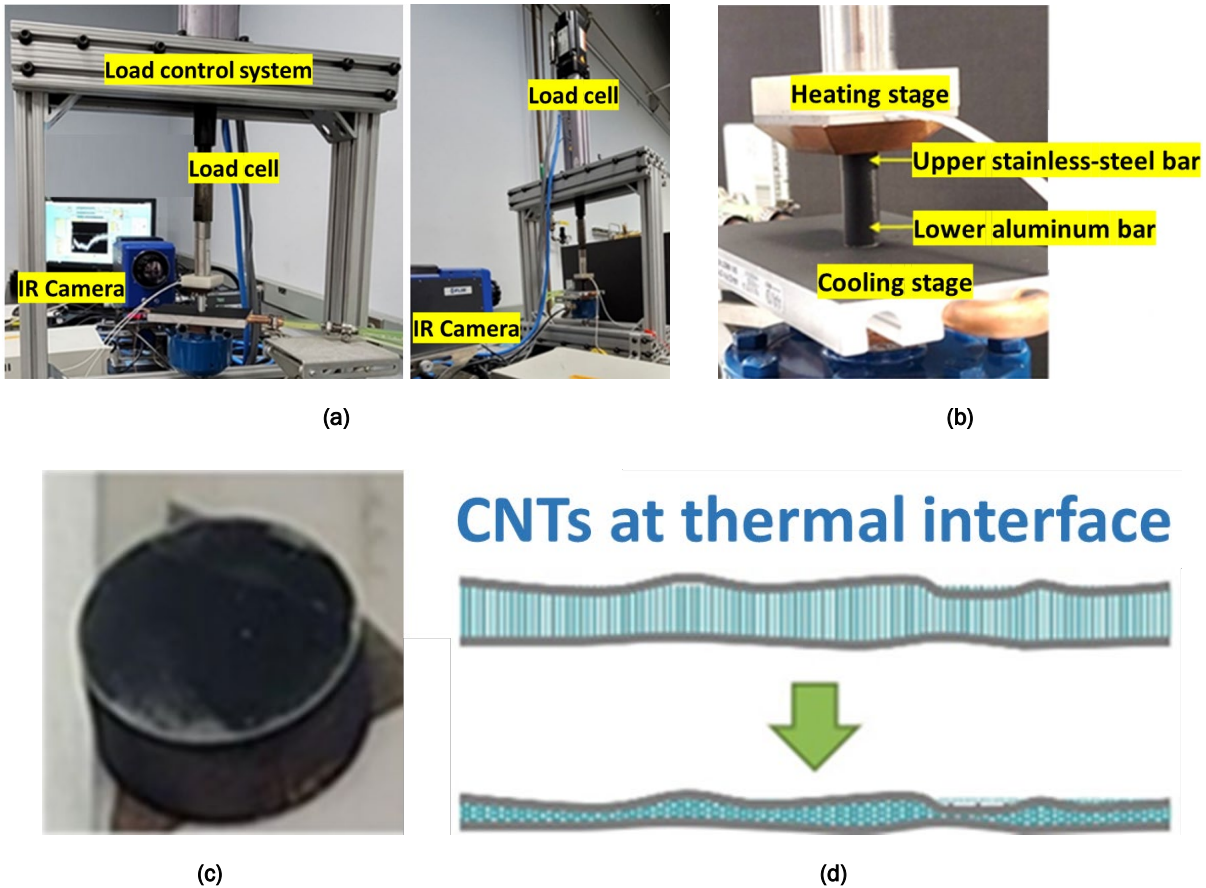 Load control system
Load cell
IR Camera
Load cell
IR Camera
(a)
Heating stage
Upper stainless-steel bar
Lower aluminum bar
Cooling stage
(b)
(c)
CNTs at thermal interface
(d)